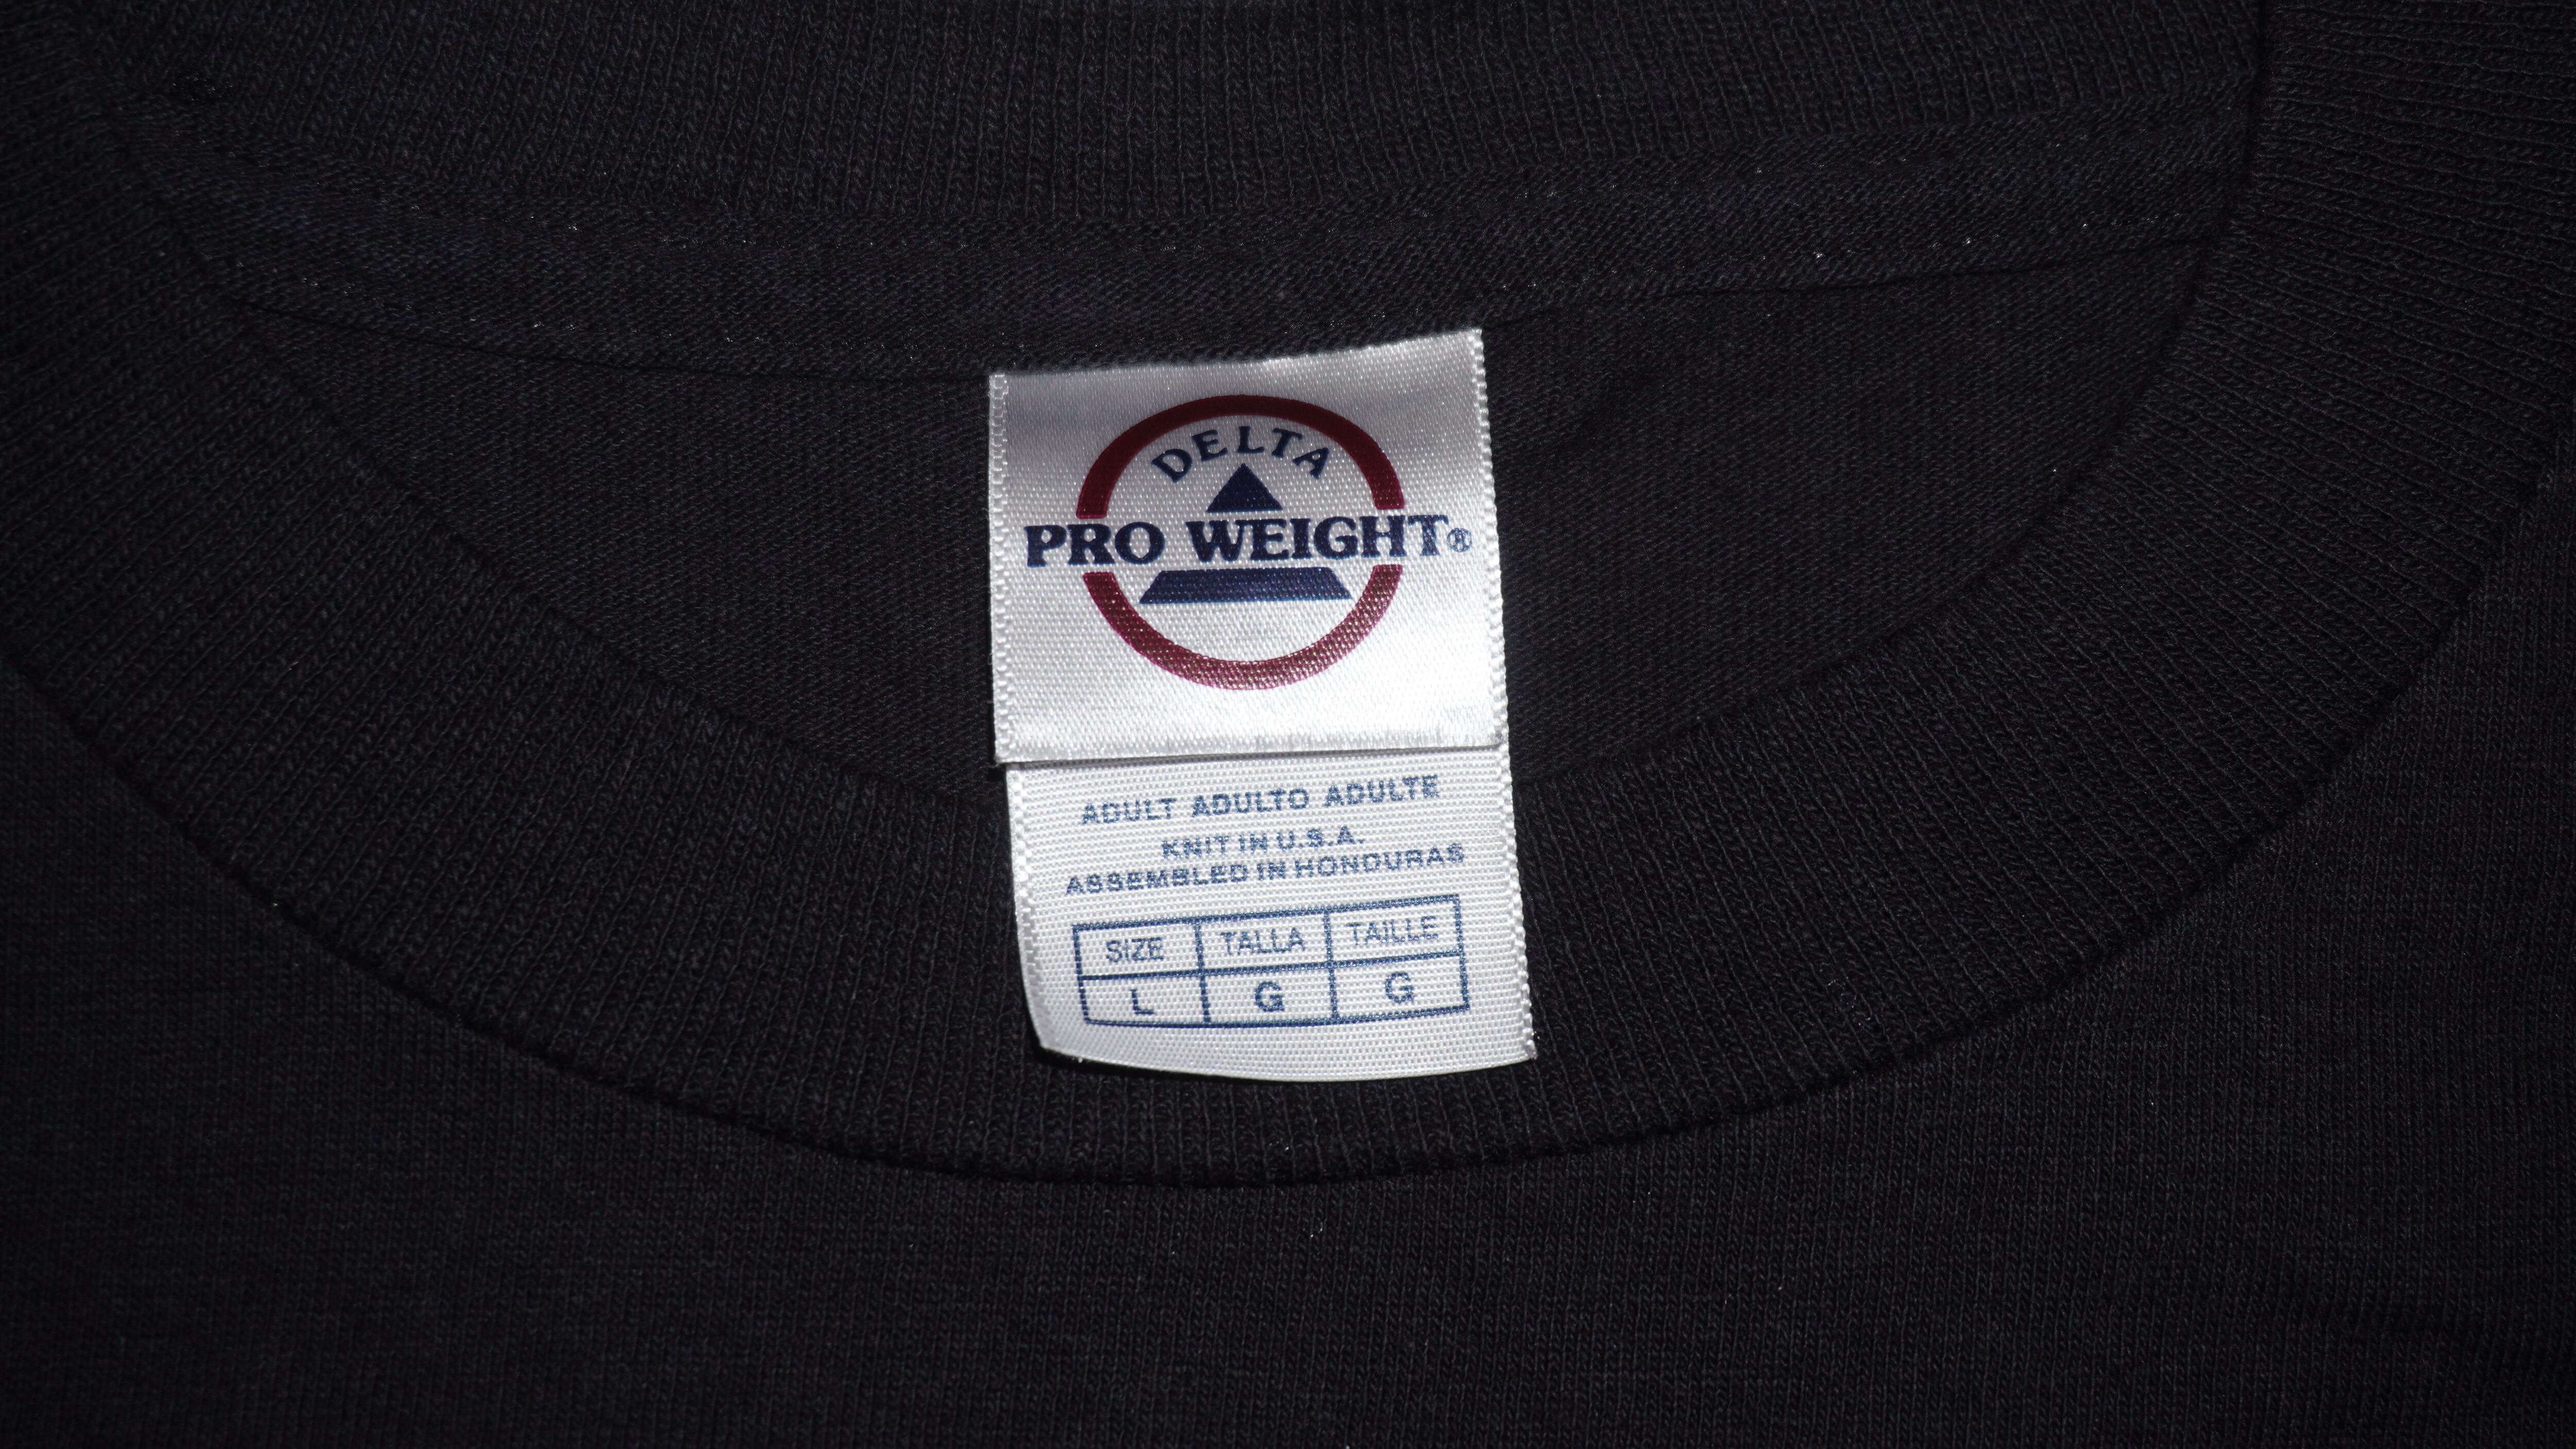 DELTA
PRO WEIGHT®
ADULT ADULTO ADULTE
KNIT IN U.S.A.
ASSEMBLED IN HONDURAS
SIZE TALLA TAILLE
L G G